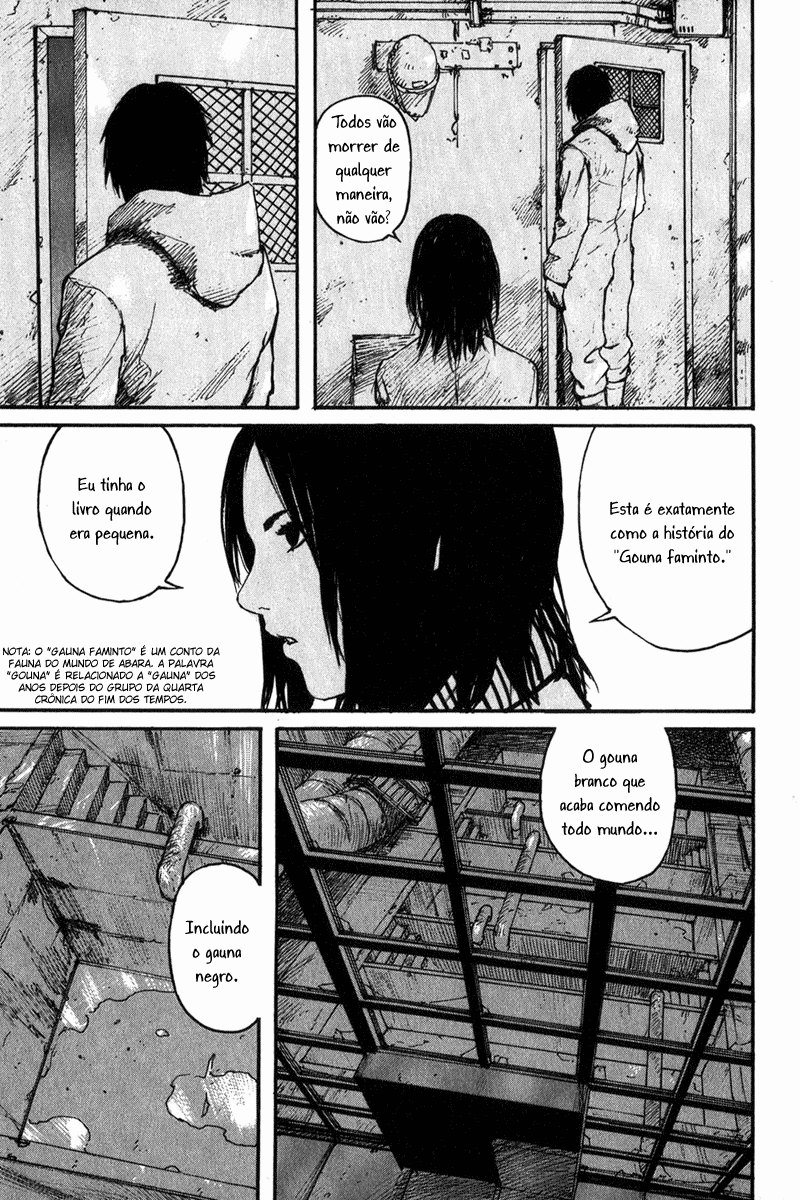 Todos vão
morrer de
qualquer
maneira,
não vão?
Esta é exatamente
como a história do
"Gouna faminto."
Eu tinha o
livro quando
era pequena.
NOTA: O "GAUNA FAMINTO" É UM CONTO DA
FAUNA DO MUNDO DE ABARA. A PALAVRA
"GOUNA" É RELACIONADO A "GAUNA" DOS
ANOS DEPOIS DO GRUPO DA QUARTA
CRÔNICA DO FIM DOS TEMPOS.
O gouna
branco que
acaba comendo
todo mundo...
Incluindo
o gauna
negro.